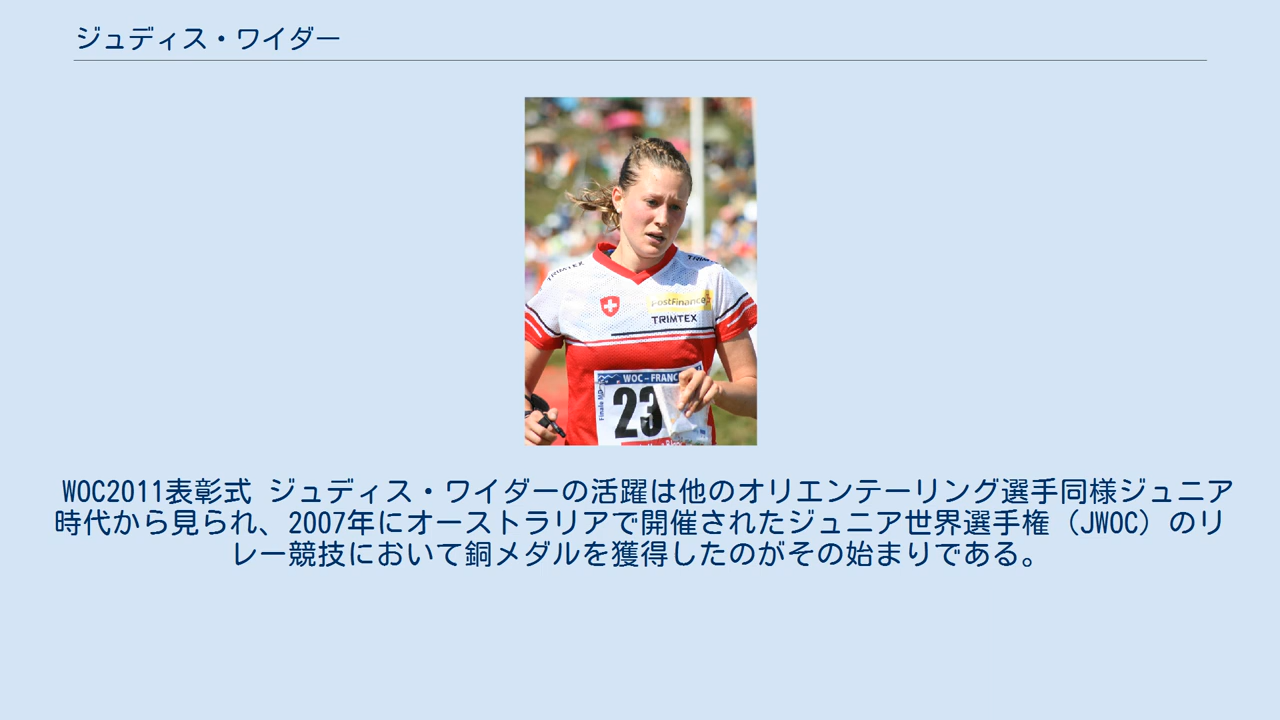 ジュディス・ワイダー
TRIMTEX
TRIM
PostFinance
TRIMTEX
WOC-FRANC
23
WOC2011表彰式 ジュディス・ワイダーの活躍は他のオリエンテーリング選手同様ジュニア
時代から見られ、2007年にオーストラリアで開催されたジュニア世界選手権（JWOC）のリ
レー競技において銅メダルを獲得したのがその始まりである。